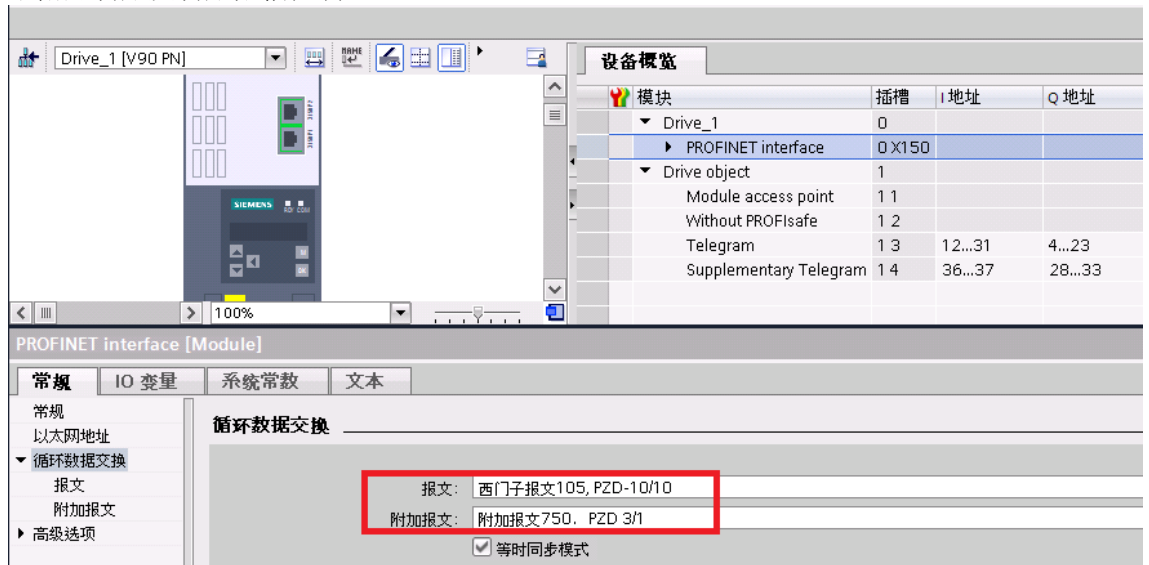 Drive_1 [V90 PN]
设备概览
模块 插槽 I 地址 Q 地址
Drive_1 0
PROFINET interface 0 X150
Drive object 1
Module access point 1 1
Without PROFIsafe 1 2
Telegram 1 3 12...31 4...23
Supplementary Telegram 1 4 36...37 28...33
SIEMENS
100%
PROFINET interface [Module]
常规 IO 变量 系统常数 文本
常规
以太网地址
循环数据交换
报文
附加报文
高级选项
循环数据交换
报文: 西门子报文105, PZD-10/10
附加报文: 附加报文750, PZD 3/1
等时同步模式